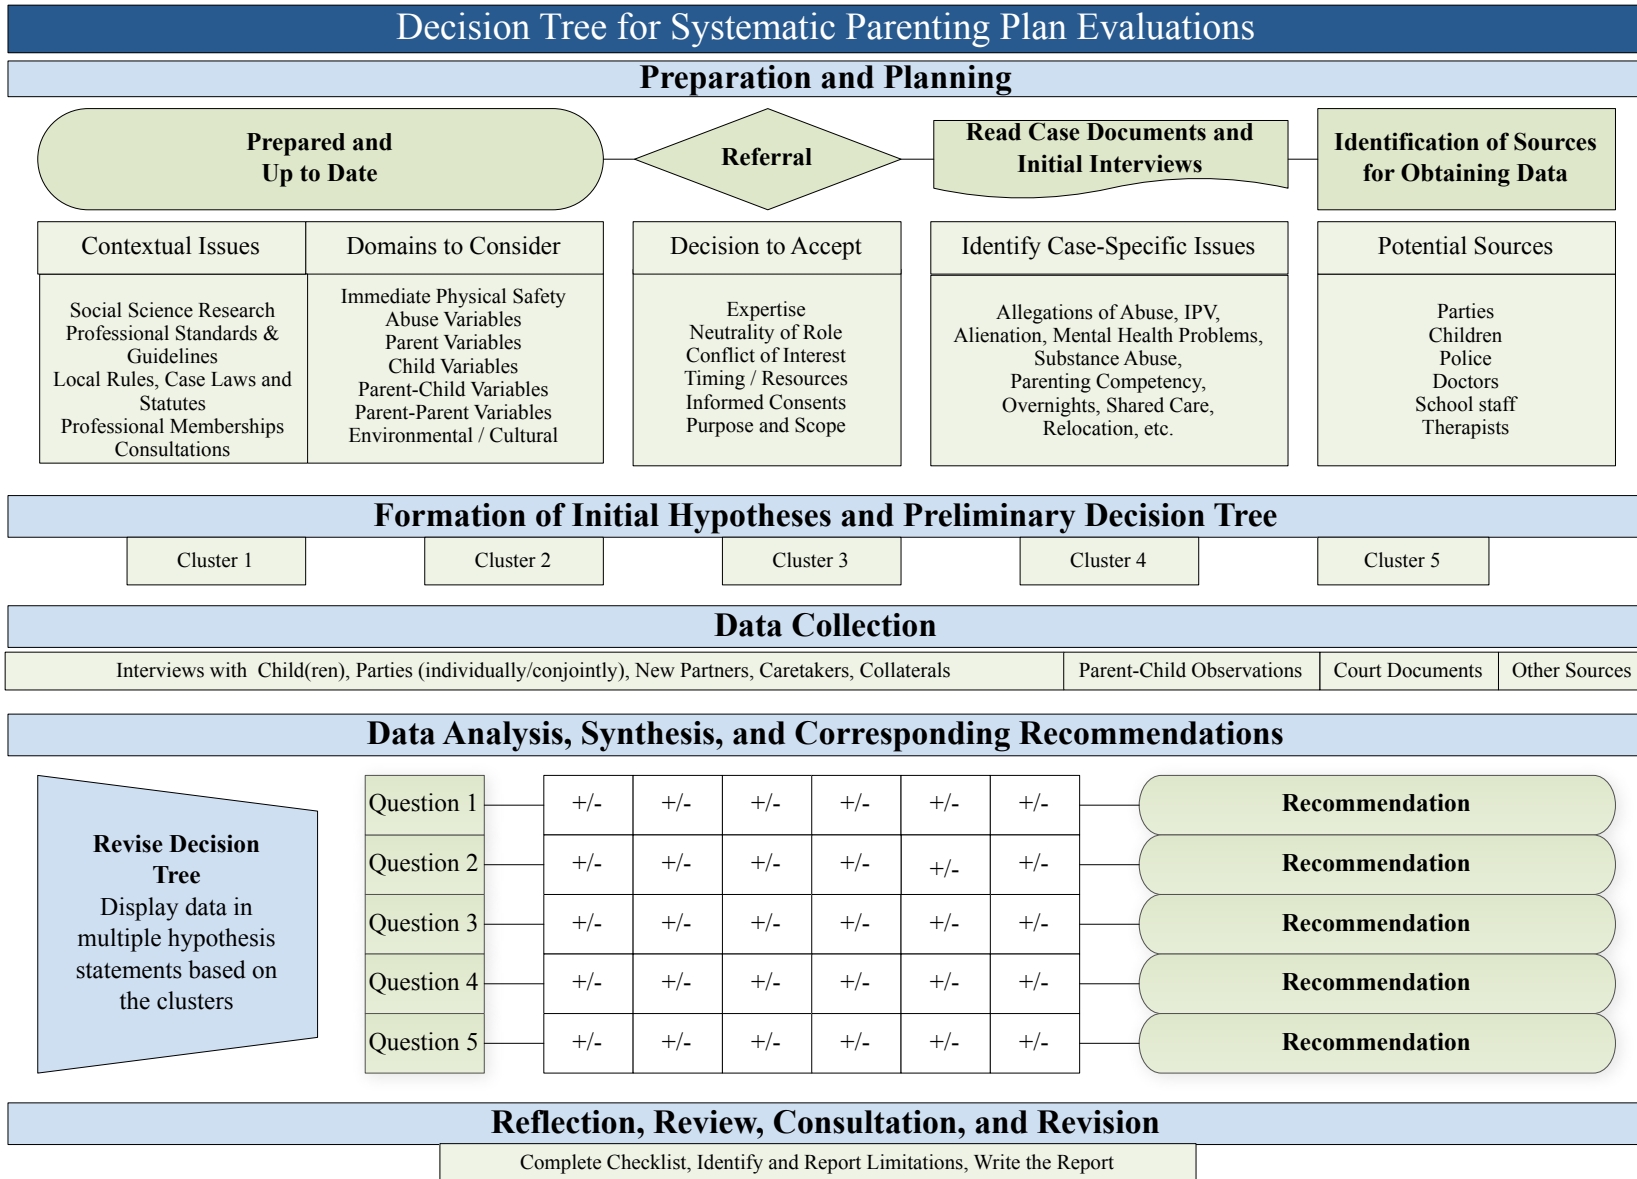 Decision Tree for Systematic Parenting Plan Evaluations
Preparation and Planning
Prepared and
Up to Date
Referral
Read Case Documents and
Initial Interviews
Identification of Sources
for Obtaining Data
Contextual Issues
Social Science Research
Professional Standards &
Guidelines
Local Rules, Case Laws and
Statutes
Professional Memberships
Consultations
Domains to Consider
Immediate Physical Safety
Abuse Variables
Parent Variables
Child Variables
Parent-Child Variables
Parent-Parent Variables
Environmental / Cultural
Decision to Accept
Expertise
Neutrality of Role
Conflict of Interest
Timing / Resources
Informed Consents
Purpose and Scope
Identify Case-Specific Issues
Allegations of Abuse, IPV,
Alienation, Mental Health Problems,
Substance Abuse,
Parenting Competency,
Overnights, Shared Care,
Relocation, etc.
Potential Sources
Parties
Children
Police
Doctors
School staff
Therapists
Formation of Initial Hypotheses and Preliminary Decision Tree
Cluster 1
Cluster 2
Cluster 3
Cluster 4
Cluster 5
Data Collection
Interviews with Child(ren), Parties (individually/conjointly), New Partners, Caretakers, Collaterals
Parent-Child Observations
Court Documents
Other Sources
Data Analysis, Synthesis, and Corresponding Recommendations
Revise Decision
Tree
Display data in
multiple hypothesis
statements based on
the clusters
Question 1 +/- +/- +/- +/- +/- +/- Recommendation
Question 2 +/- +/- +/- +/- +/- +/- Recommendation
Question 3 +/- +/- +/- +/- +/- +/- Recommendation
Question 4 +/- +/- +/- +/- +/- +/- Recommendation
Question 5 +/- +/- +/- +/- +/- +/- Recommendation
Reflection, Review, Consultation, and Revision
Complete Checklist, Identify and Report Limitations, Write the Report